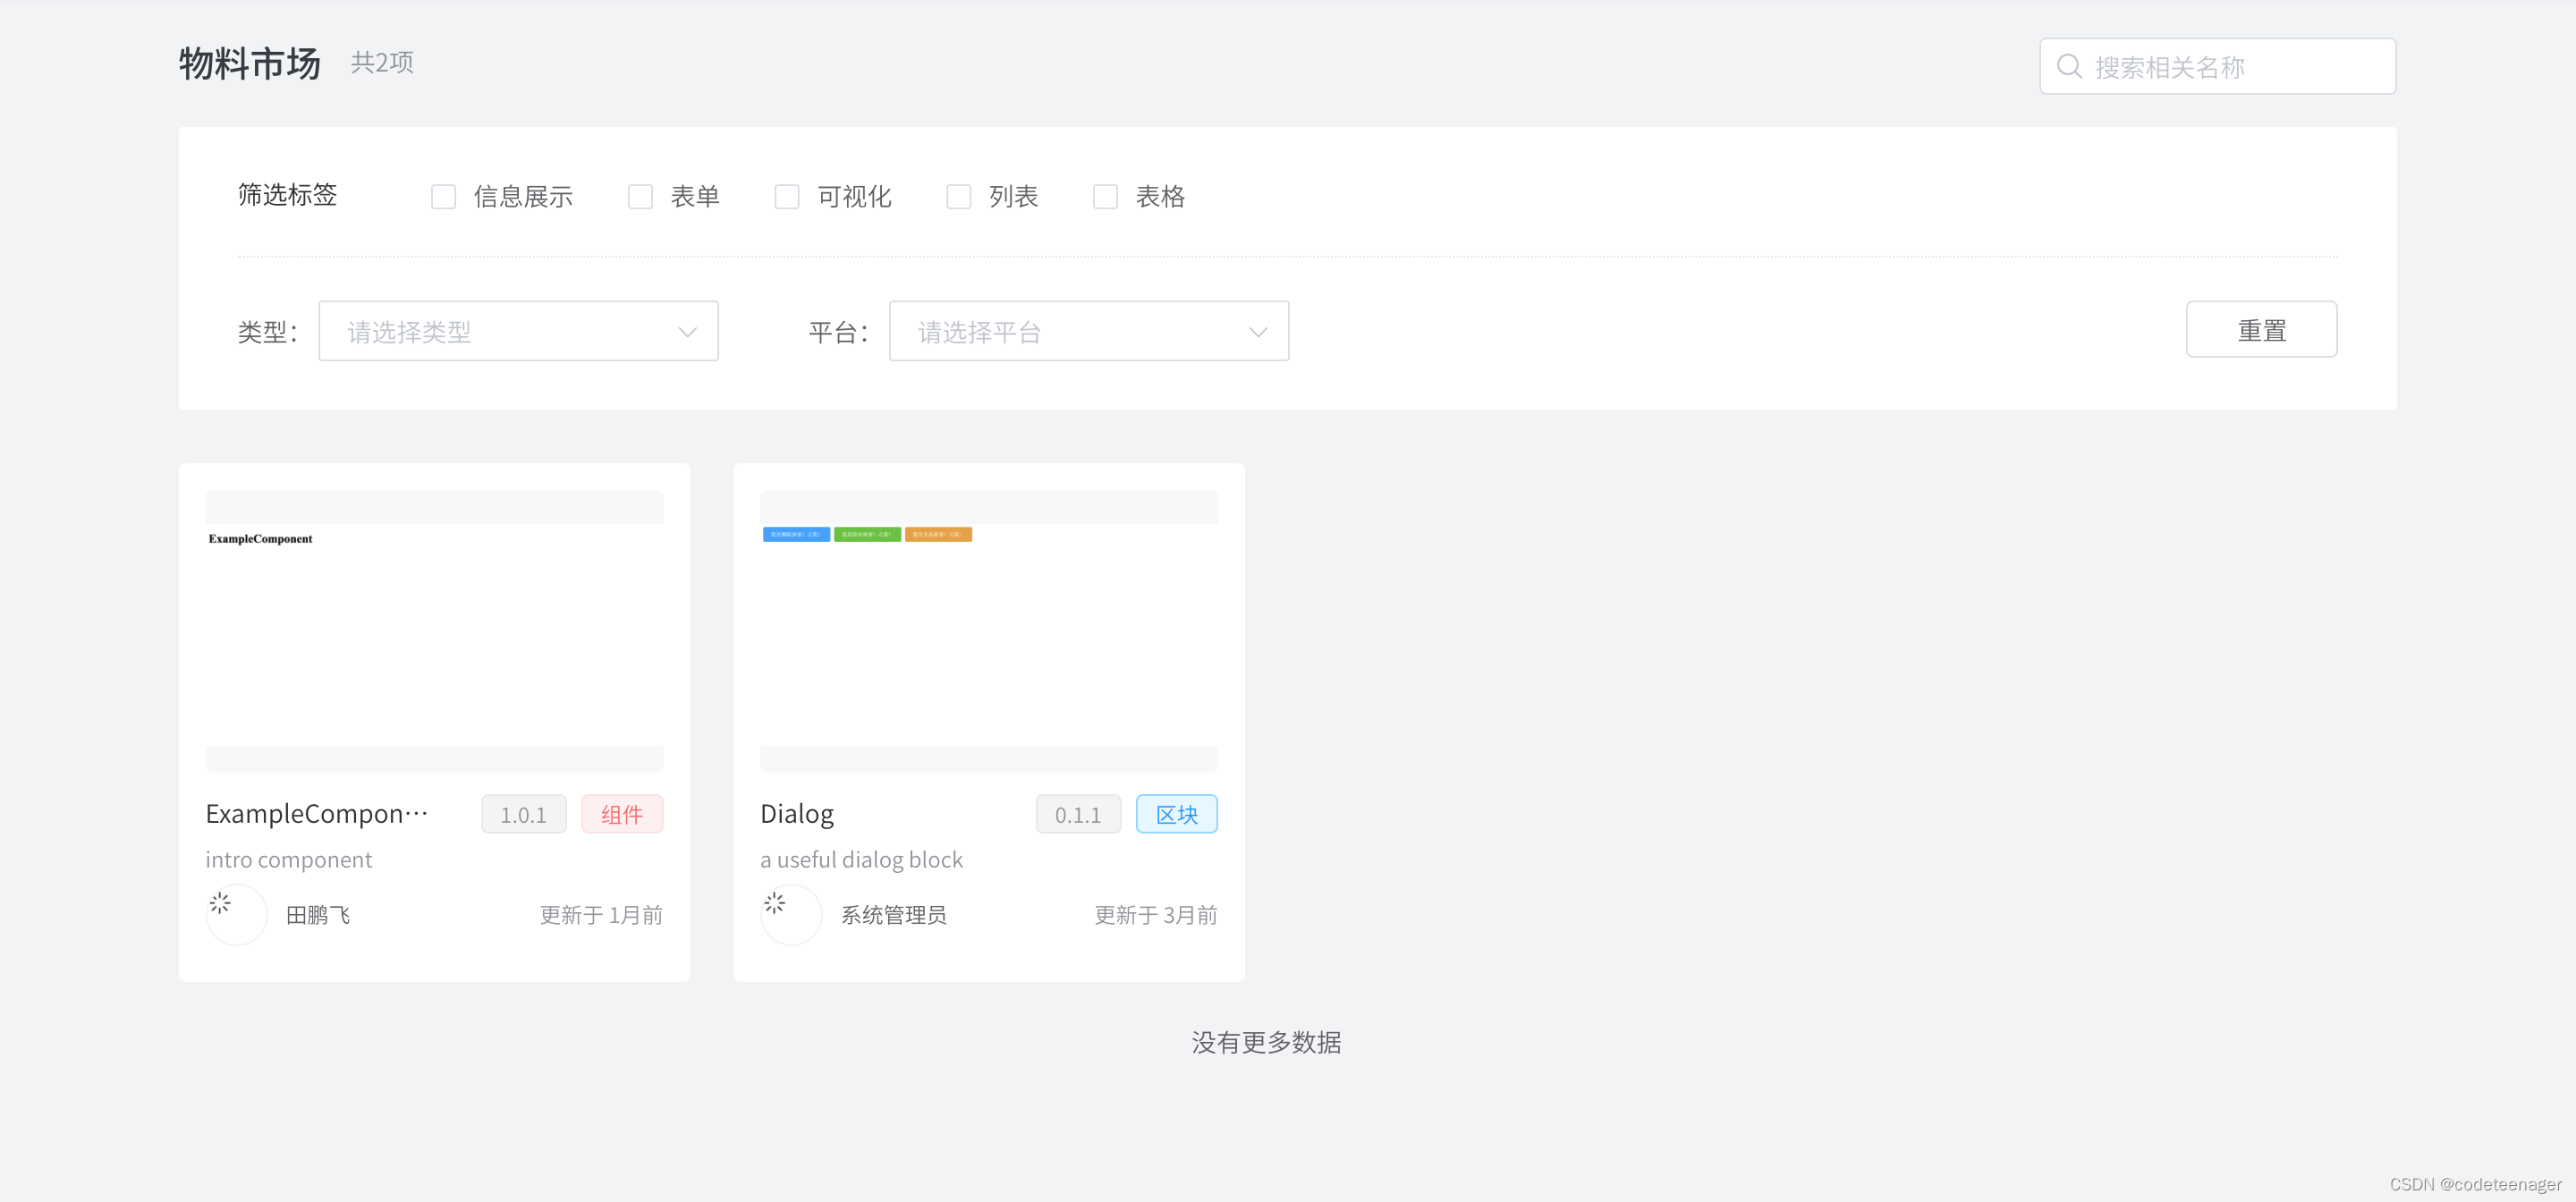 物料市场 共2项
搜索相关名称
筛选标签 信息展示 表单 可视化 列表 表格
类型： 请选择类型 平台： 请选择平台 重置
ExampleComponent
ExampleCompon··· 1.0.1 组件
intro component
田鹏飞 更新于 1月前
Dialog 0.1.1 区块
a useful dialog block
系统管理员 更新于 3月前
没有更多数据
CSDN @codeteenager